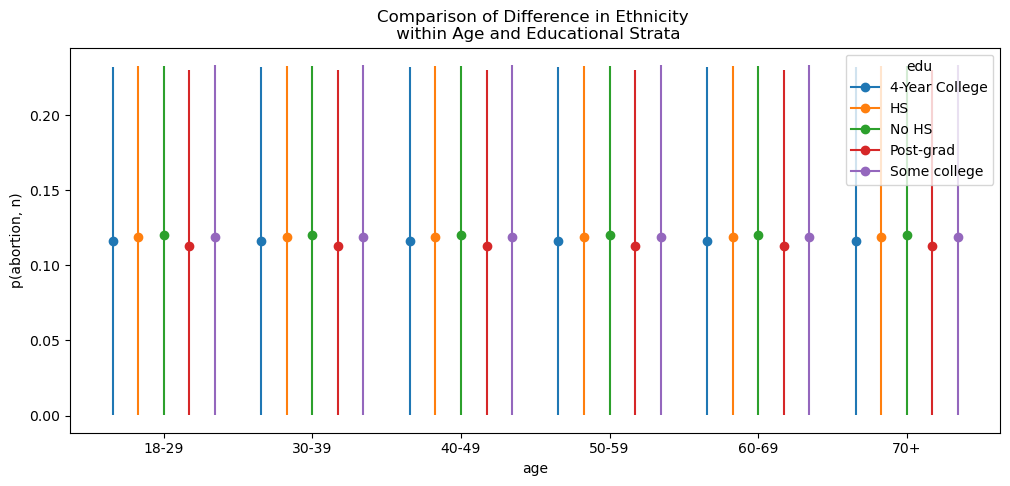 Comparison of Difference in Ethnicity
within Age and Educational Strata
p(abortion, n)
0.20
0.15
0.10
0.05
0.00
edu
4-Year College
HS
No HS
Post-grad
Some college
18-29 30-39 40-49 50-59 60-69 70+
age